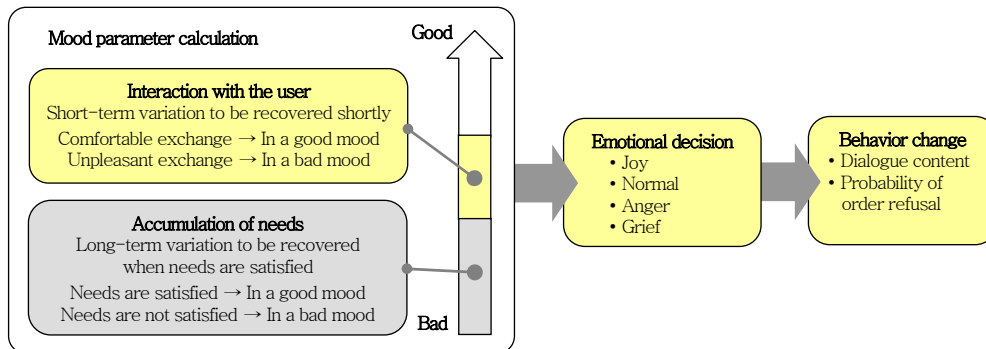 Mood parameter calculation
Good
Interaction with the user
Short-term variation to be recovered shortly
Comfortable exchange → In a good mood
Unpleasant exchange → In a bad mood
Accumulation of needs
Long-term variation to be recovered
when needs are satisfied
Needs are satisfied → In a good mood
Needs are not satisfied → In a bad mood
Bad
Emotional decision
• Joy
• Normal
• Anger
• Grief
Behavior change
• Dialogue content
• Probability of
order refusal